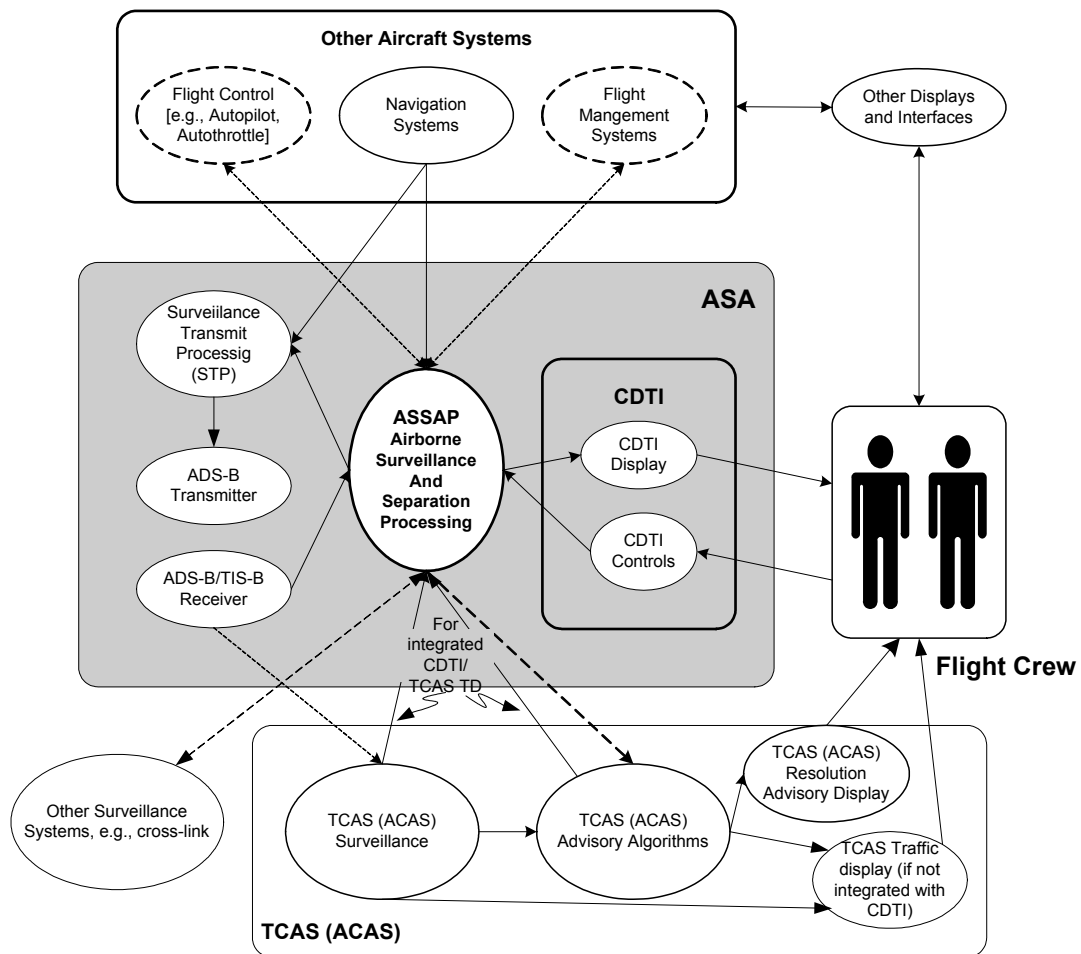 Other Aircraft Systems
Flight Control
[e.g., Autopilot,
Autothrottle]
Navigation
Systems
Flight
Mangement
Systems
Other Displays
and Interfaces
ASA
Surveiilance
Transmit
Processig
(STP)
ADS-B
Transmitter
ADS-B/TIS-B
Receiver
ASSAP
Airborne
Surveillance
And
Separation
Processing
CDTI
CDTI
Display
CDTI
Controls
Flight Crew
For
integrated
CDTI/
TCAS TD
Other Surveillance
Systems, e.g., cross-link
TCAS (ACAS)
Surveillance
TCAS (ACAS)
Advisory Algorithms
TCAS (ACAS)
Resolution
Advisory Display
TCAS Traffic
display (if not
integrated with
CDTI)
TCAS (ACAS)